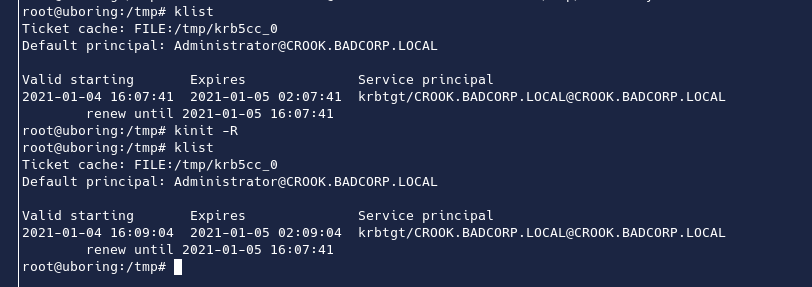 root@uboring:/tmp# klist
Ticket cache: FILE:/tmp/krb5cc_0
Default principal: Administrator@CROOK.BADCORP.LOCAL
Valid starting       Expires              Service principal
2021-01-04 16:07:41  2021-01-05 02:07:41  krbtgt/CROOK.BADCORP.LOCAL@CROOK.BADCORP.LOCAL
        renew until 2021-01-05 16:07:41
root@uboring:/tmp# kinit -R
root@uboring:/tmp# klist
Ticket cache: FILE:/tmp/krb5cc_0
Default principal: Administrator@CROOK.BADCORP.LOCAL
Valid starting       Expires              Service principal
2021-01-04 16:09:04  2021-01-05 02:09:04  krbtgt/CROOK.BADCORP.LOCAL@CROOK.BADCORP.LOCAL
        renew until 2021-01-05 16:07:41
root@uboring:/tmp#